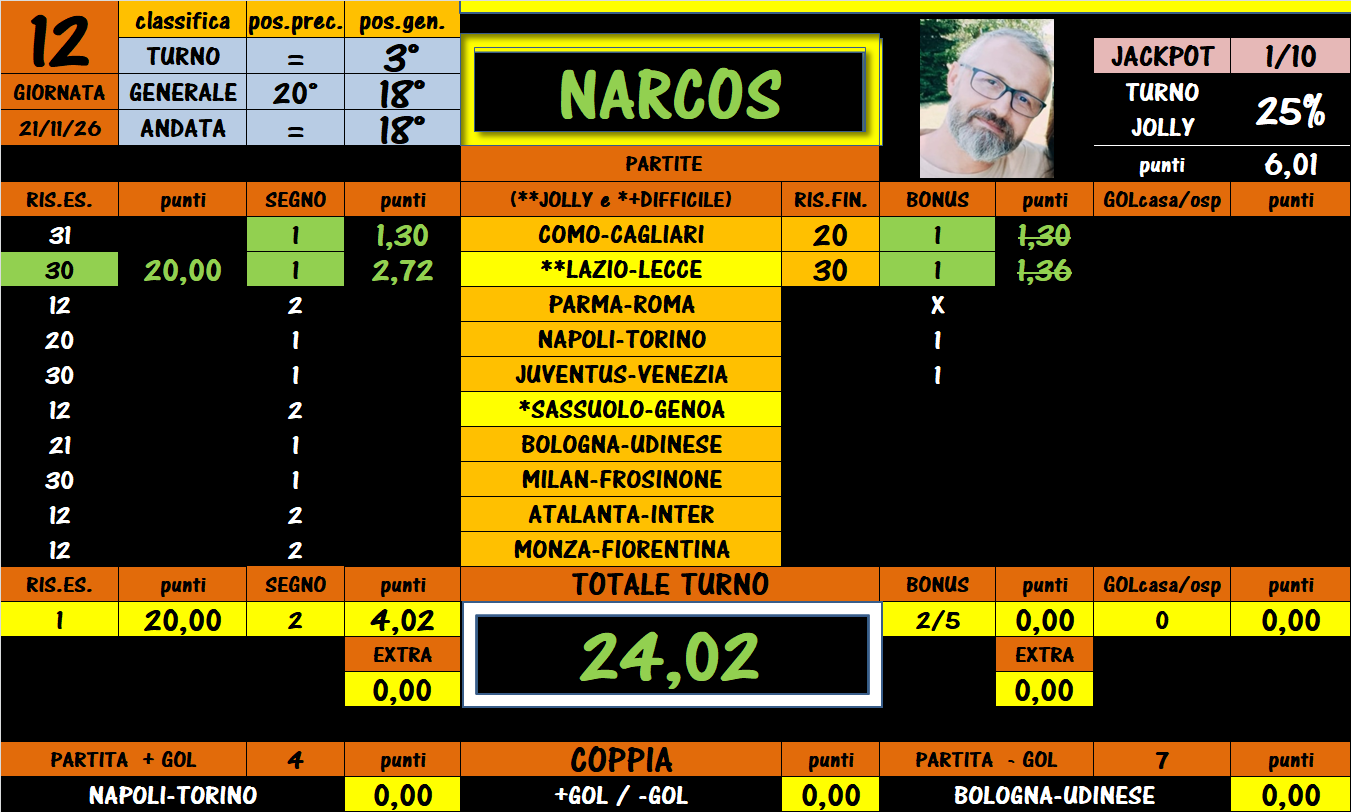 12 classifica pos.prec. pos.gen.
TURNO = 3°
GIORNATA GENERALE 20° 18°
21/11/26 ANDATA = 18°
NARCOS
JACKPOT 1/10
TURNO JOLLY 25%
punti 6,01
PARTITE
RIS.ES. punti SEGNO punti (**JOLLY e *+DIFFICILE) RIS.FIN. BONUS punti GOLcasa/osp punti
31 1 1,30 COMO-CAGLIARI 20 1 1,30
30 20,00 1 2,72 **LAZIO-LECCE 30 1 1,36
12 2 PARMA-ROMA X
20 1 NAPOLI-TORINO 1
30 1 JUVENTUS-VENEZIA 1
12 2 *SASSUOLO-GENOA
21 1 BOLOGNA-UDINESE
30 1 MILAN-FROSINONE
12 2 ATALANTA-INTER
12 2 MONZA-FIORENTINA
RIS.ES. punti SEGNO punti TOTALE TURNO BONUS punti GOLcasa/osp punti
1 20,00 2 4,02 24,02 2/5 0,00 0 0,00
EXTRA EXTRA
0,00 0,00
PARTITA + GOL 4 punti COPPIA punti PARTITA - GOL 7 punti
NAPOLI-TORINO 0,00 +GOL / -GOL 0,00 BOLOGNA-UDINESE 0,00